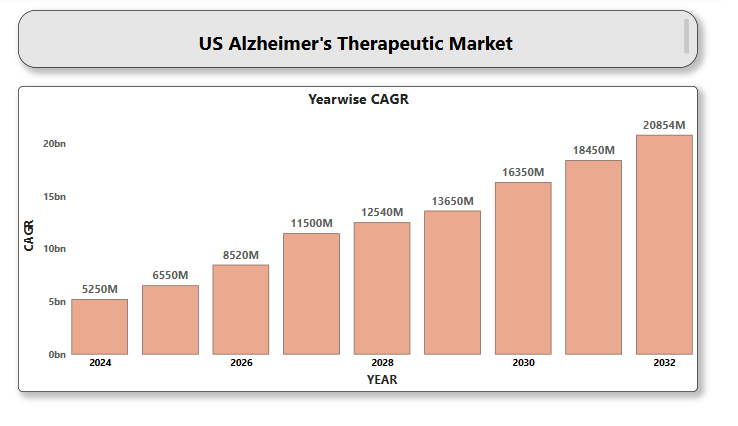 US Alzheimer's Therapeutic Market
Yearwise CAGR
20854M
18450M
16350M
13650M
12540M
11500M
8520M
6550M
5250M
20bn
15bn
10bn
5bn
0bn
CAGR
2024
2026
2028
2030
2032
YEAR